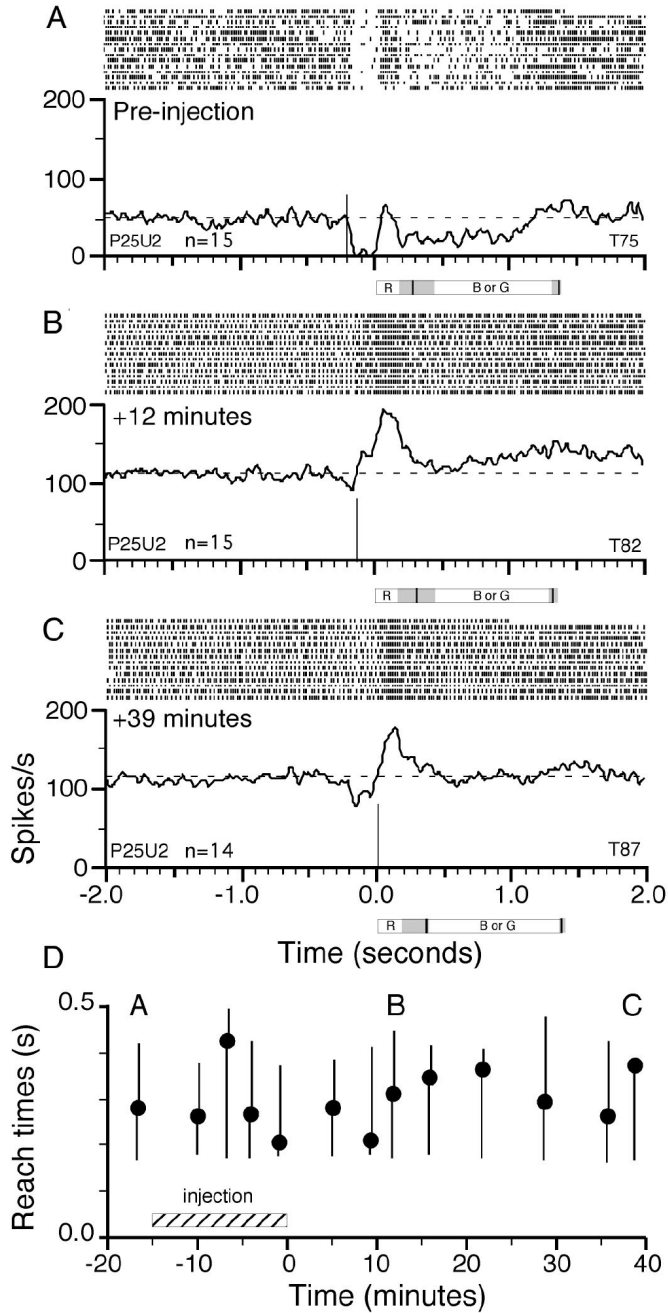 A
200
Pre-injection
100
P25U2 n=15 T75
0
R B or G
B
200
+12 minutes
100
P25U2 n=15 T82
0
R B or G
C
200
+39 minutes
100
Spikes/s
P25U2 n=14 T87
0
-2.0 -1.0 0.0 1.0 2.0
R B or G
Time (seconds)
D
0.5 A B C
Reach times (s)
injection
0.0
-20 -10 0 10 20 30 40
Time (minutes)